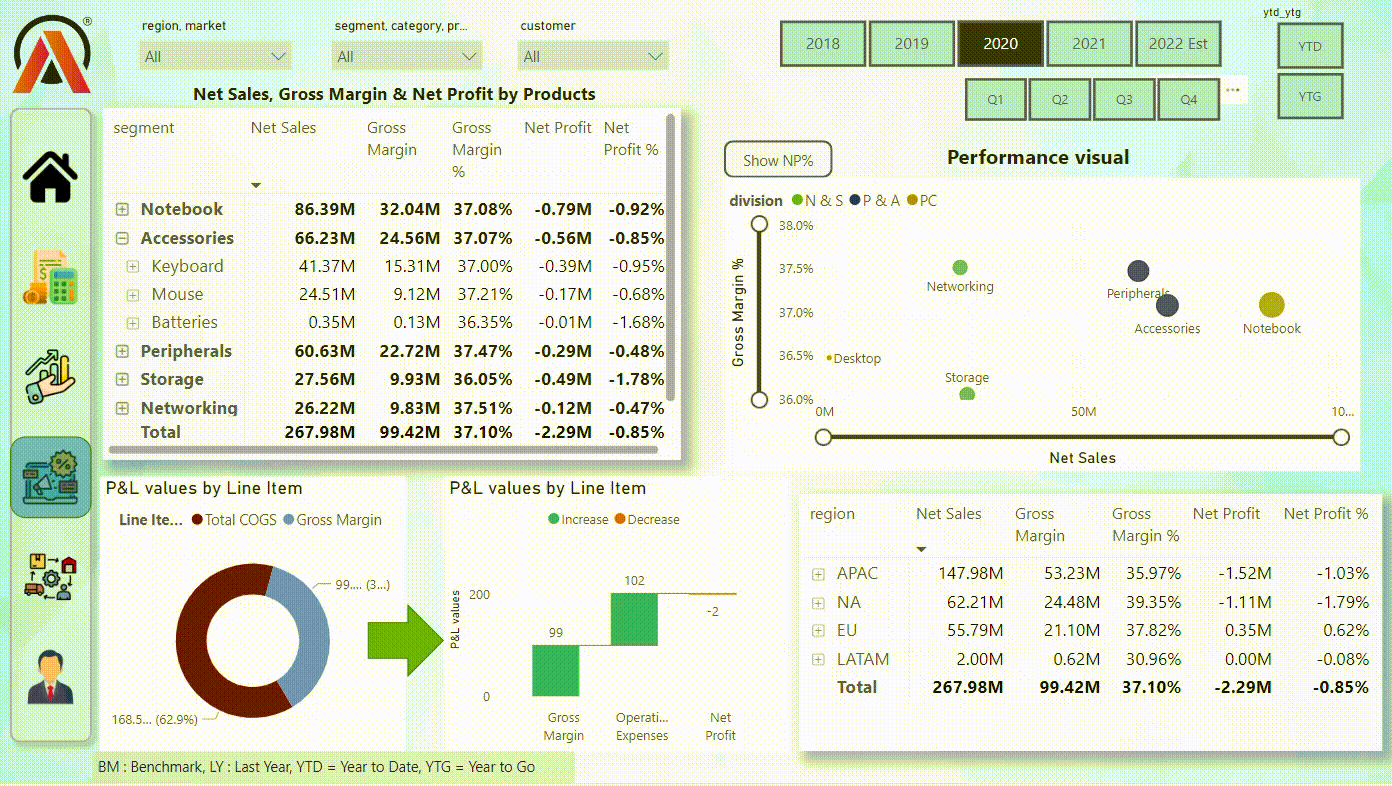 ®
region, market
All
segment, category, pr...
All
customer
All
2018 2019 2020 2021 2022 Est
Q1 Q2 Q3 Q4 ...
ytd_ytg
YTD
YTG
Net Sales, Gross Margin & Net Profit by Products
segment Net Sales Gross Margin Gross Margin % Net Profit Net Profit %
Notebook 86.39M 32.04M 37.08% -0.79M -0.92%
Accessories 66.23M 24.56M 37.07% -0.56M -0.85%
Keyboard 41.37M 15.31M 37.00% -0.39M -0.95%
Mouse 24.51M 9.12M 37.21% -0.17M -0.68%
Batteries 0.35M 0.13M 36.35% -0.01M -1.68%
Peripherals 60.63M 22.72M 37.47% -0.29M -0.48%
Storage 27.56M 9.93M 36.05% -0.49M -1.78%
Networking 26.22M 9.83M 37.51% -0.12M -0.47%
Total 267.98M 99.42M 37.10% -2.29M -0.85%
Show NP%
Performance visual
division N & S P & A PC
Gross Margin %
38.0%
37.5%
37.0%
36.5%
36.0%
Networking
Peripherals
Accessories
Notebook
Desktop
Storage
0M 50M 10...
Net Sales
P&L values by Line Item
Line Ite... Total COGS Gross Margin
99.... (3...)
168.5... (62.9%)
P&L values by Line Item
Increase Decrease
P&L values
200
0
99
102
-2
Gross Margin
Operati... Expenses
Net Profit
region Net Sales Gross Margin Gross Margin % Net Profit Net Profit %
APAC 147.98M 53.23M 35.97% -1.52M -1.03%
NA 62.21M 24.48M 39.35% -1.11M -1.79%
EU 55.79M 21.10M 37.82% 0.35M 0.62%
LATAM 2.00M 0.62M 30.96% 0.00M -0.08%
Total 267.98M 99.42M 37.10% -2.29M -0.85%
BM : Benchmark, LY : Last Year, YTD = Year to Date, YTG = Year to Go